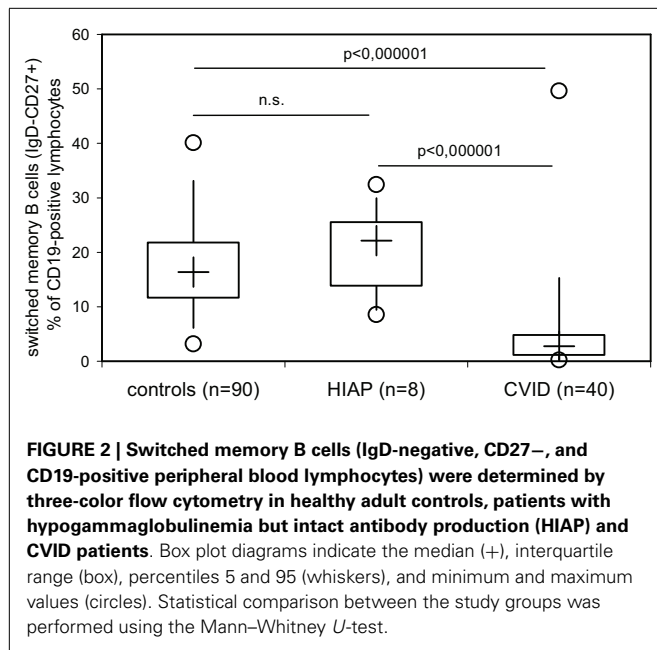 switched memory B cells (IgD-CD27+)
% of CD19-positive lymphocytes
60
50
40
30
20
10
0
p<0,000001
n.s.
p<0,000001
controls (n=90)
HIAP (n=8)
CVID (n=40)
FIGURE 2 | Switched memory B cells (IgD-negative, CD27−, and
CD19-positive peripheral blood lymphocytes) were determined by
three-color flow cytometry in healthy adult controls, patients with
hypogammaglobulinemia but intact antibody production (HIAP) and
CVID patients. Box plot diagrams indicate the median (+), interquartile
range (box), percentiles 5 and 95 (whiskers), and minimum and maximum
values (circles). Statistical comparison between the study groups was
performed using the Mann–Whitney U-test.